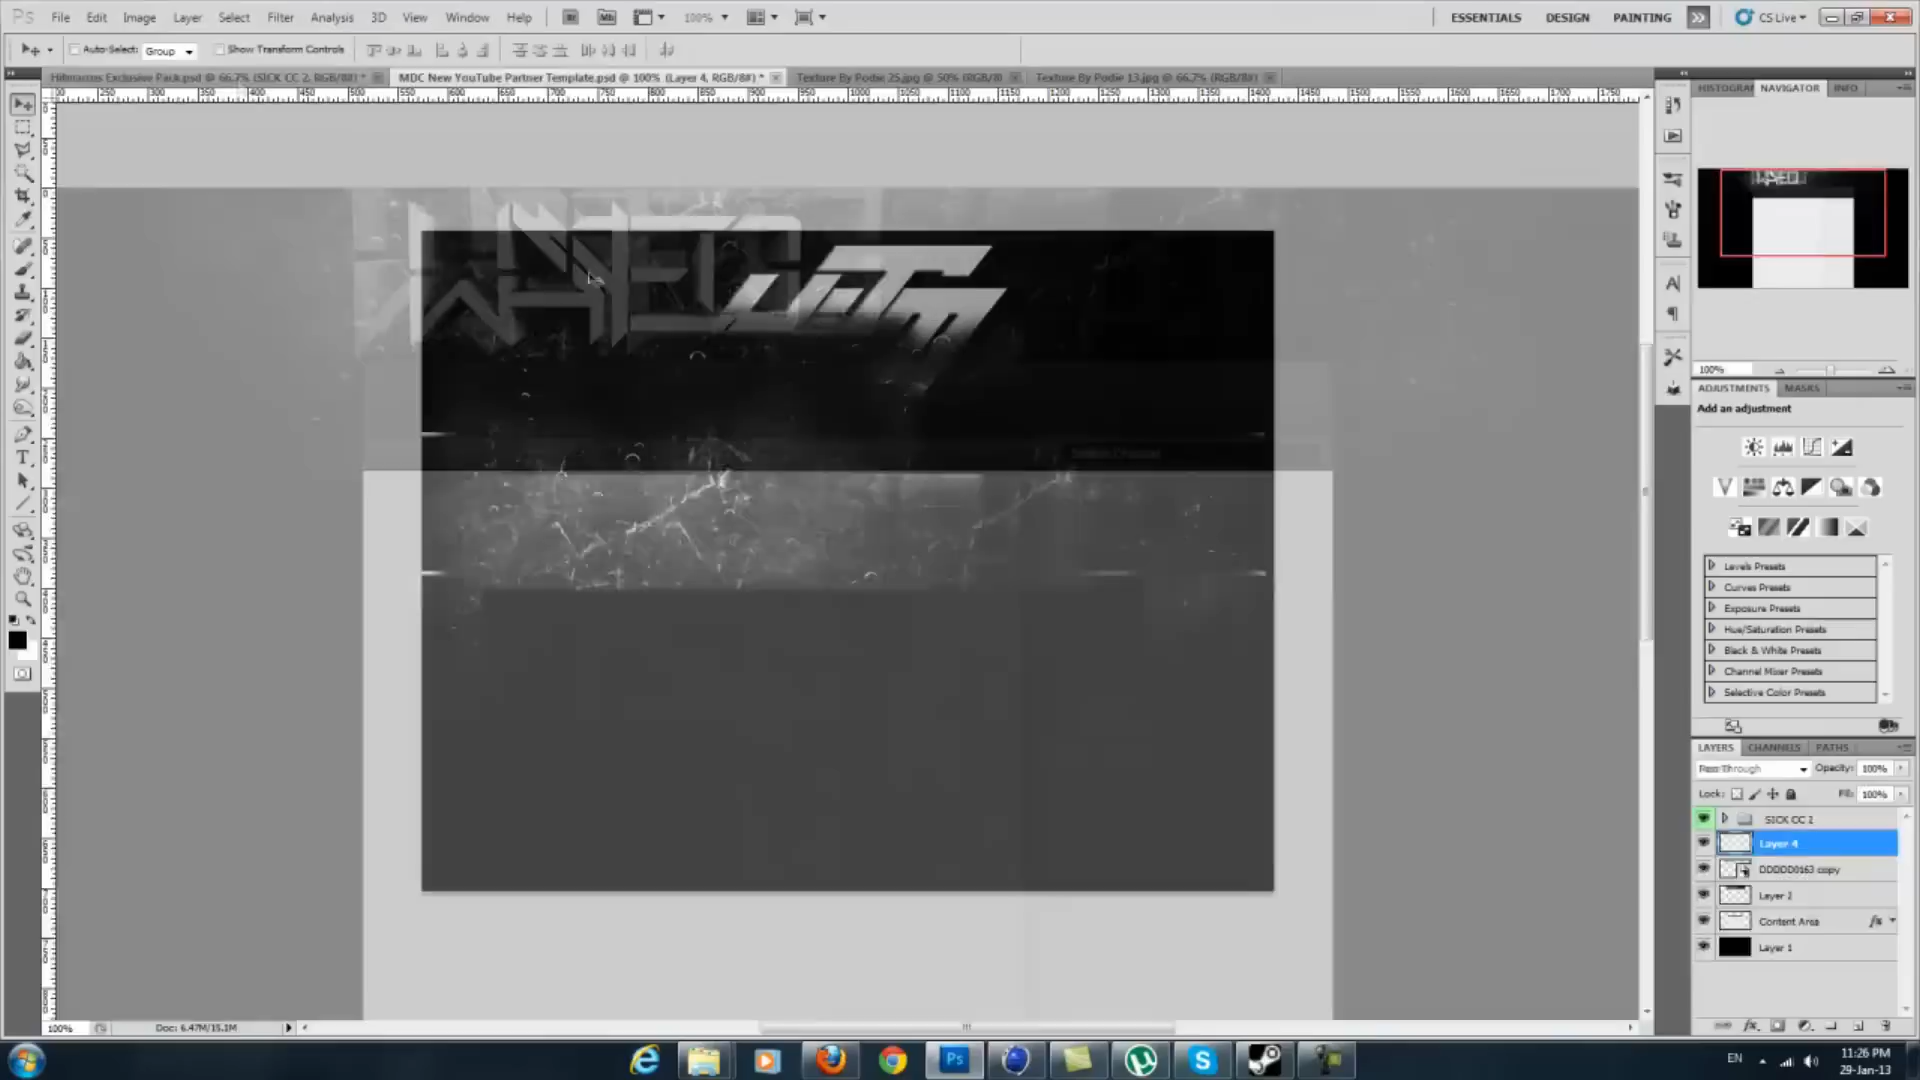 File Edit Image Layer Select Filter Analysis 3D View Window Help
Br Mb 100%
ESSENTIALS DESIGN PAINTING CS Live
Auto-Select: Group Show Transform Controls
Hitmarcos Exclusive Pack.psd @ 66.7% (SICK CC 2, RGB/8#) *
MDC New YouTube Partner Template.psd @ 100% (Layer 4, RGB/8#) *
Texture By Podie 25.jpg @ 50% (RGB/8)
Texture By Podie 13.jpg @ 66.7% (RGB/8#)
HISTOGRAM NAVIGATOR INFO
100%
ADJUSTMENTS MASKS
Add an adjustment
Levels Presets
Curves Presets
Exposure Presets
Hue/Saturation Presets
Black & White Presets
Channel Mixer Presets
Selective Color Presets
LAYERS CHANNELS PATHS
Pass Through Opacity: 100%
Lock: Fill: 100%
SICK CC 2
Layer 4
DDDDD0163 copy
Layer 2
Content Area fx
Layer 1
100% Doc: 6.47M/15.1M
EN 11:26 PM
29-Jan-13